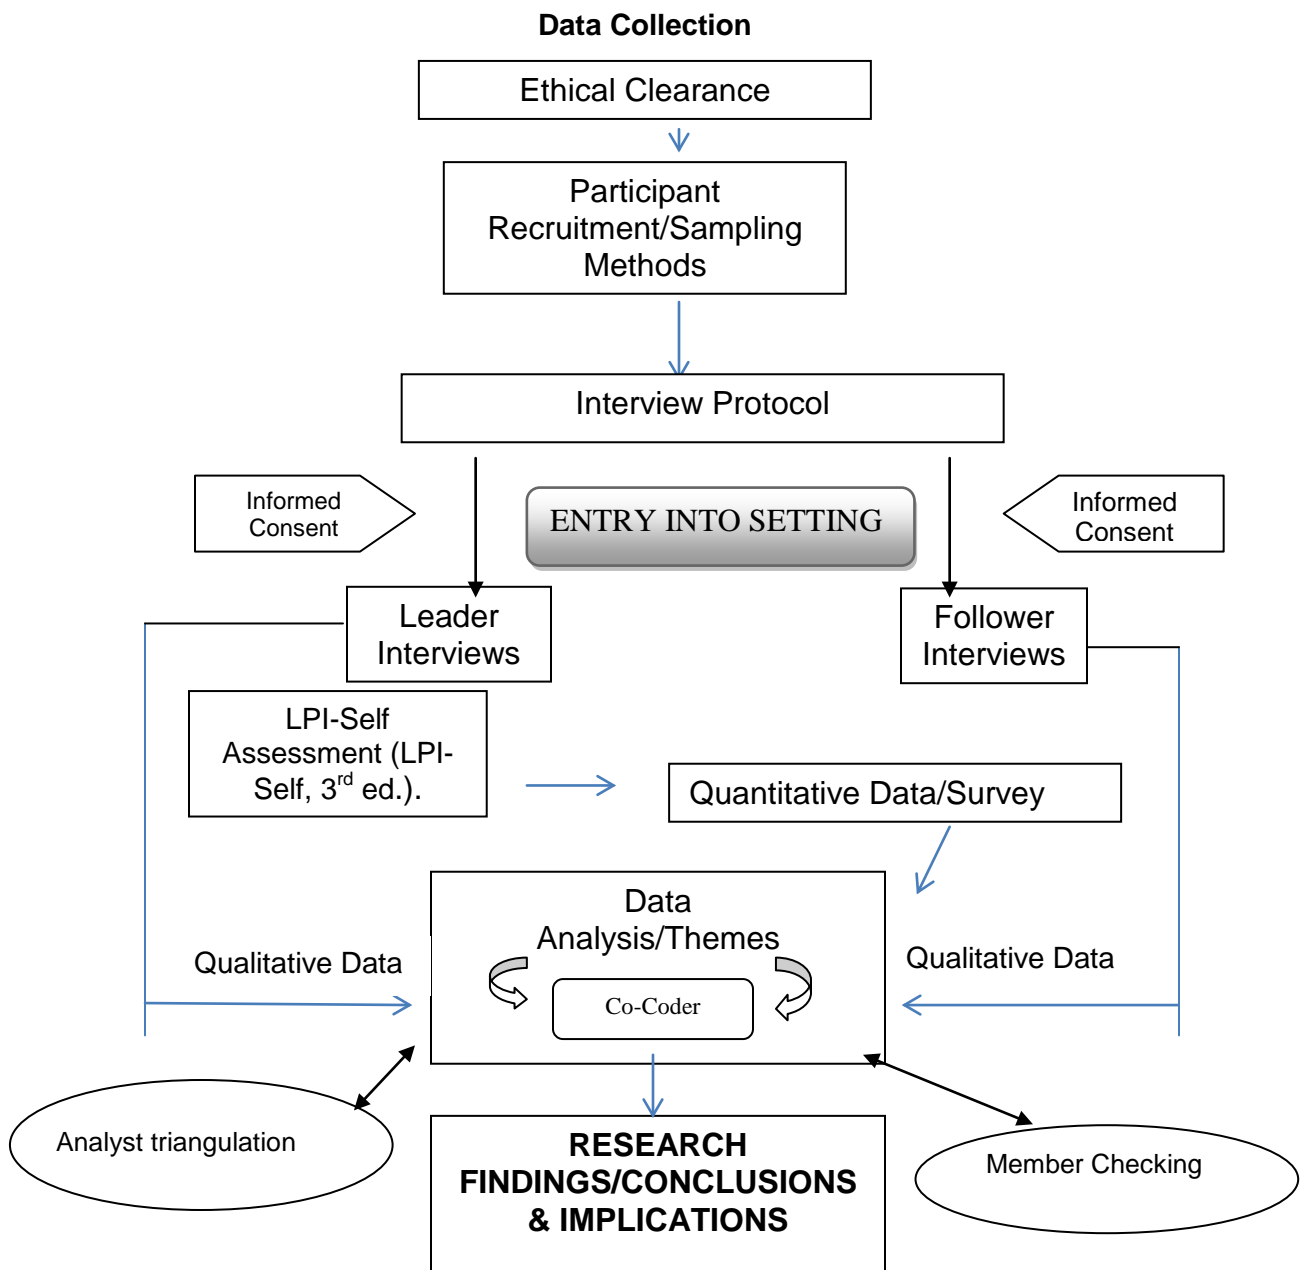 Data Collection
Ethical Clearance
Participant
Recruitment/Sampling
Methods
Interview Protocol
Informed
Consent
ENTRY INTO SETTING
Informed
Consent
Leader
Interviews
Follower
Interviews
LPI-Self
Assessment (LPI-
Self, 3rd ed.).
Quantitative Data/Survey
Data
Analysis/Themes
Qualitative Data
Co-Coder
Qualitative Data
Analyst triangulation
RESEARCH
FINDINGS/CONCLUSIONS
& IMPLICATIONS
Member Checking